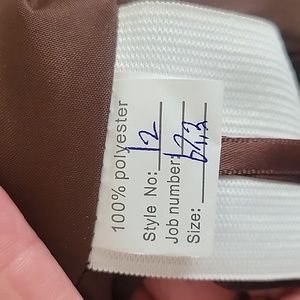 100% polyester
Style No: 12
Job number:
Size: